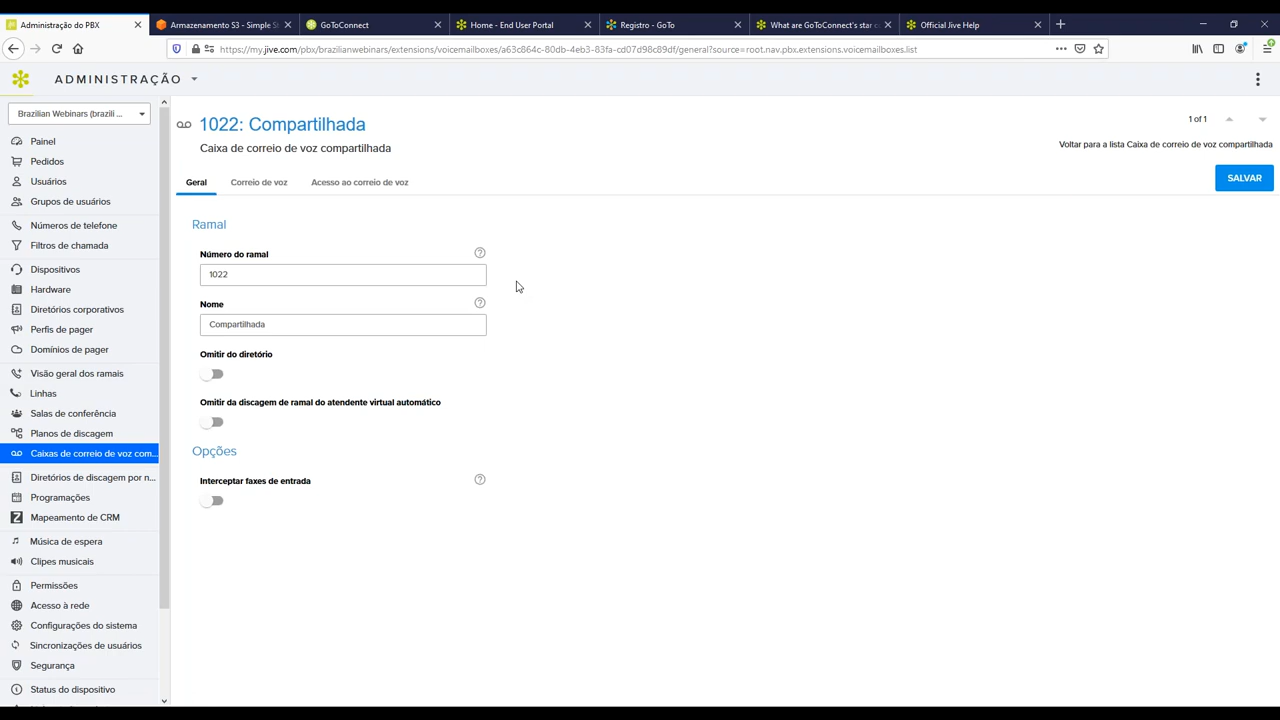 Administração do PBX
Armazenamento S3 - Simple S
GoToConnect
Home - End User Portal
Registro - GoTo
What are GoToConnect's star c
Official Jive Help
https://my.jive.com/pbx/brazilianwebinars/extensions/voicemailboxes/a63c864c-80db-4eb3-83fa-cd07d98c89df/general?source=root.nav.pbx.extensions.voicemailboxes.list
ADMINISTRAÇÃO
Brazilian Webinars (brazili ...
Painel
Pedidos
Usuários
Grupos de usuários
Números de telefone
Filtros de chamada
Dispositivos
Hardware
Diretórios corporativos
Perfis de pager
Domínios de pager
Visão geral dos ramais
Linhas
Salas de conferência
Planos de discagem
Caixas de correio de voz com...
Diretórios de discagem por n...
Programações
Mapeamento de CRM
Música de espera
Clipes musicais
Permissões
Acesso à rede
Configurações do sistema
Sincronizações de usuários
Segurança
Status do dispositivo
1022: Compartilhada
Caixa de correio de voz compartilhada
1 of 1
Voltar para a lista Caixa de correio de voz compartilhada
Geral
Correio de voz
Acesso ao correio de voz
SALVAR
Ramal
Número do ramal
1022
Nome
Compartilhada
Omitir do diretório
Omitir da discagem de ramal do atendente virtual automático
Opções
Interceptar faxes de entrada